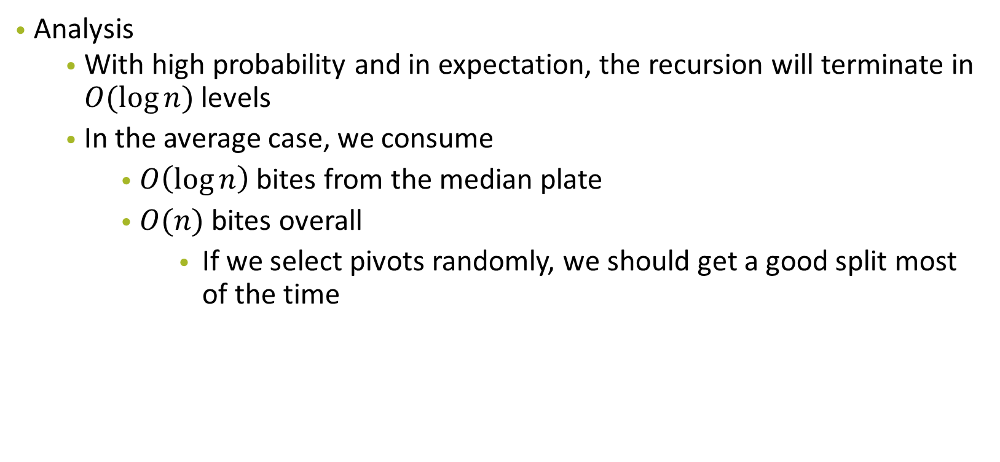 • Analysis
• With high probability and in expectation, the recursion will terminate in
O(log n) levels
• In the average case, we consume
• O(log n) bites from the median plate
• O(n) bites overall
• If we select pivots randomly, we should get a good split most
of the time